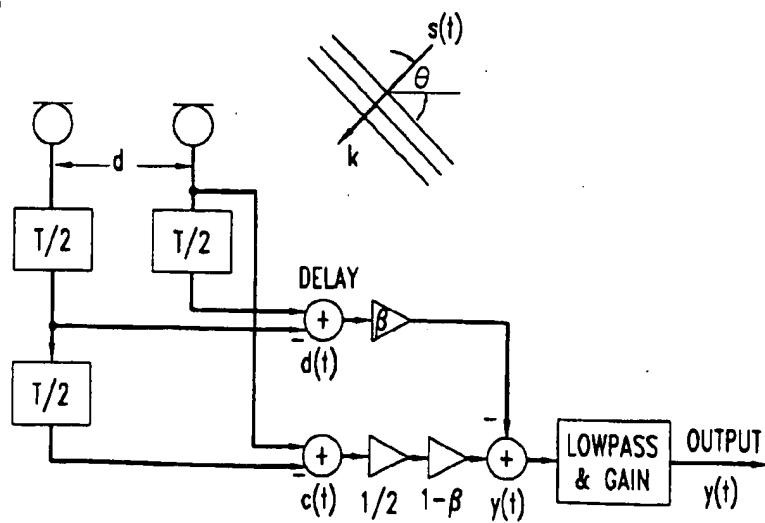 s(t)
θ
k
d
T/2
T/2
DELAY
+
β
−
d(t)
T/2
−
+
−
c(t)
1/2
1-β
+
y(t)
LOWPASS
& GAIN
OUTPUT
y(t)